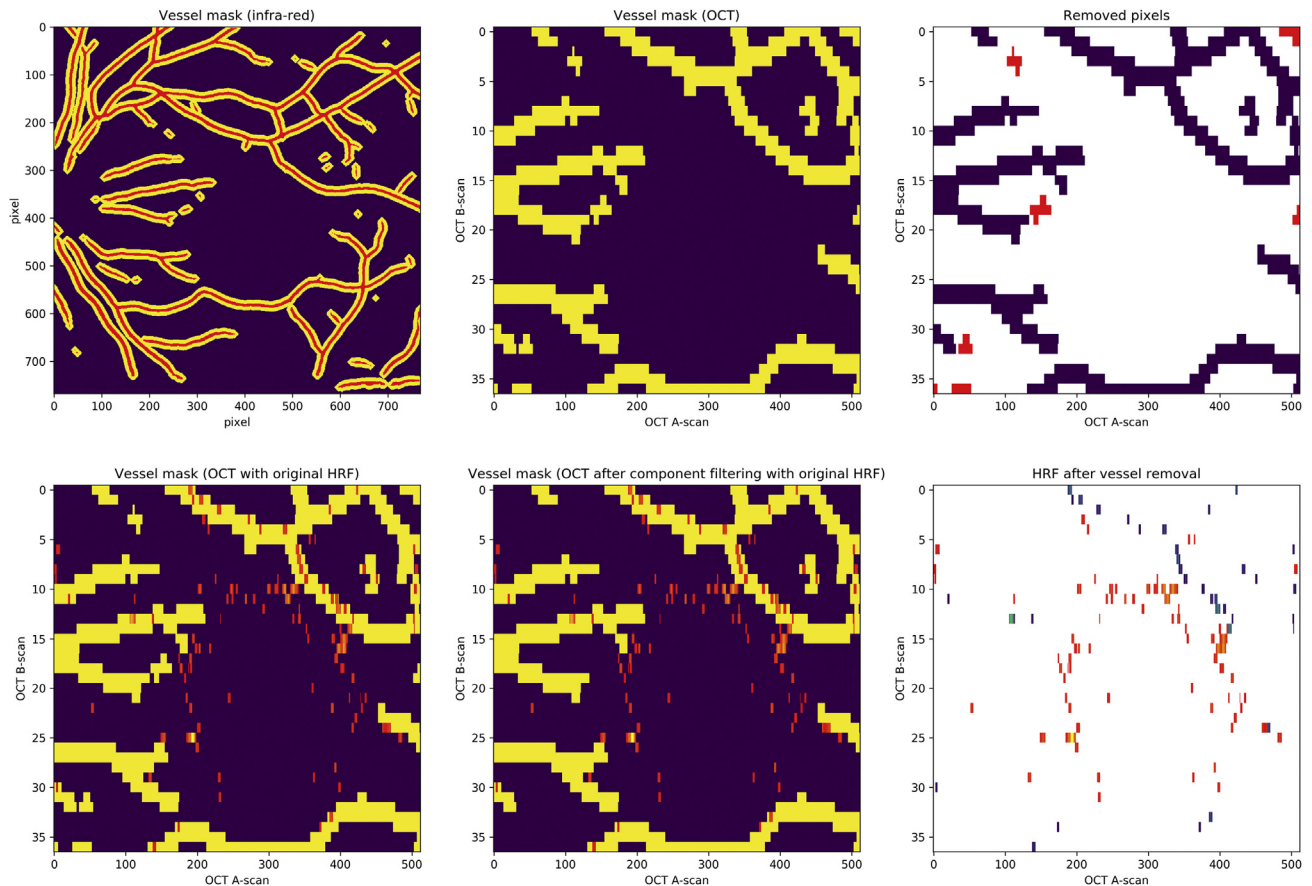 Vessel mask (infra-red)
0
100
200
300
400
500
600
700
pixel
0 100 200 300 400 500 600 700
pixel
Vessel mask (OCT)
0
5
10
15
20
25
30
35
OCT B-scan
0 100 200 300 400 500
OCT A-scan
Removed pixels
0
5
10
15
20
25
30
35
OCT B-scan
0 100 200 300 400 500
OCT A-scan
Vessel mask (OCT with original HRF)
0
5
10
15
20
25
30
35
OCT B-scan
0 100 200 300 400 500
OCT A-scan
Vessel mask (OCT after component filtering with original HRF)
0
5
10
15
20
25
30
35
OCT B-scan
0 100 200 300 400 500
OCT A-scan
HRF after vessel removal
0
5
10
15
20
25
30
35
OCT B-scan
0 100 200 300 400 500
OCT A-scan